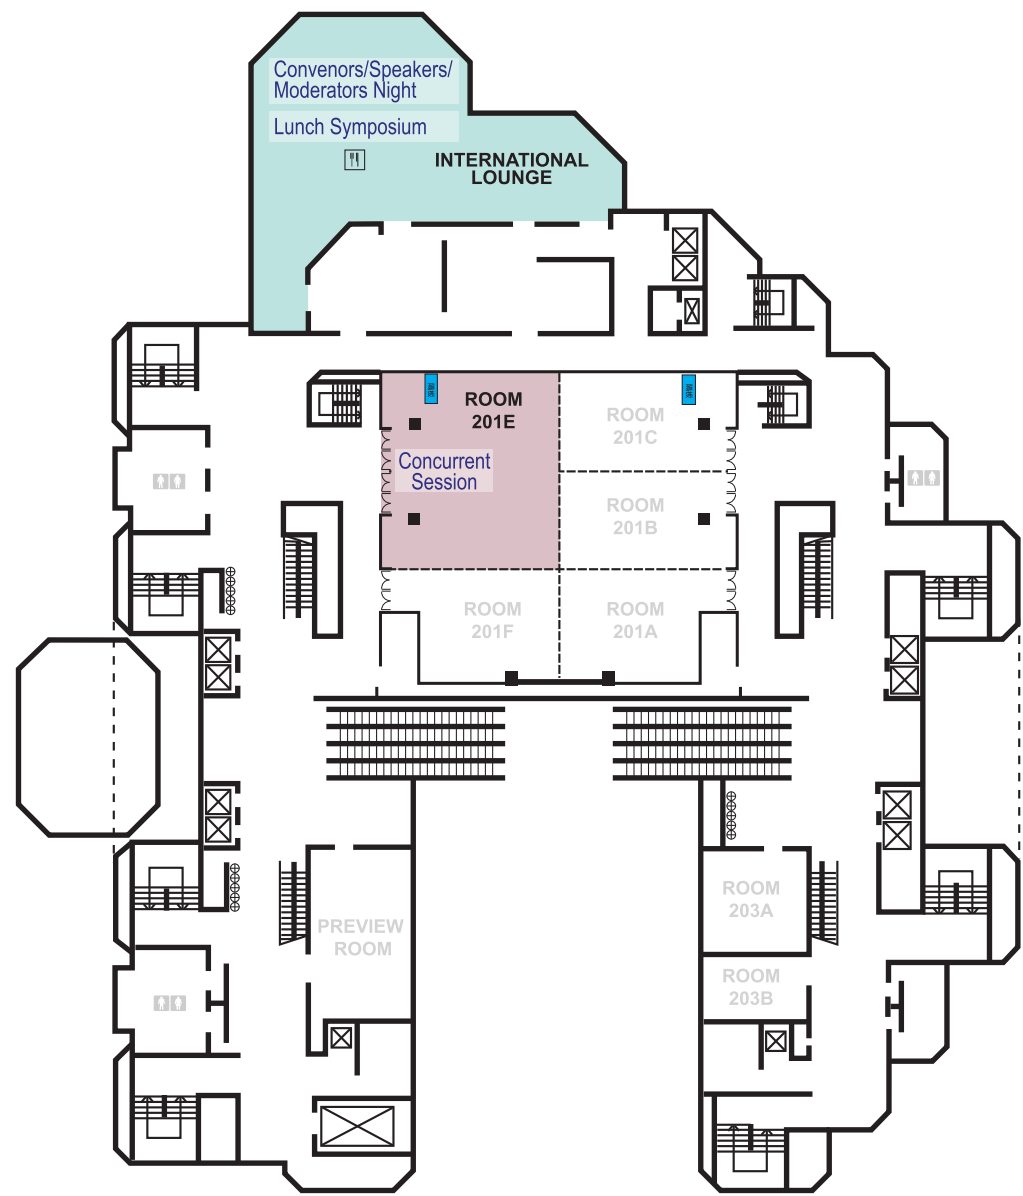 Convenors/Speakers/
Moderators Night
Lunch Symposium
INTERNATIONAL
LOUNGE
ROOM
201E
ROOM
201C
Concurrent
Session
ROOM
201B
ROOM
201F
ROOM
201A
ROOM
203A
PREVIEW
ROOM
ROOM
203B